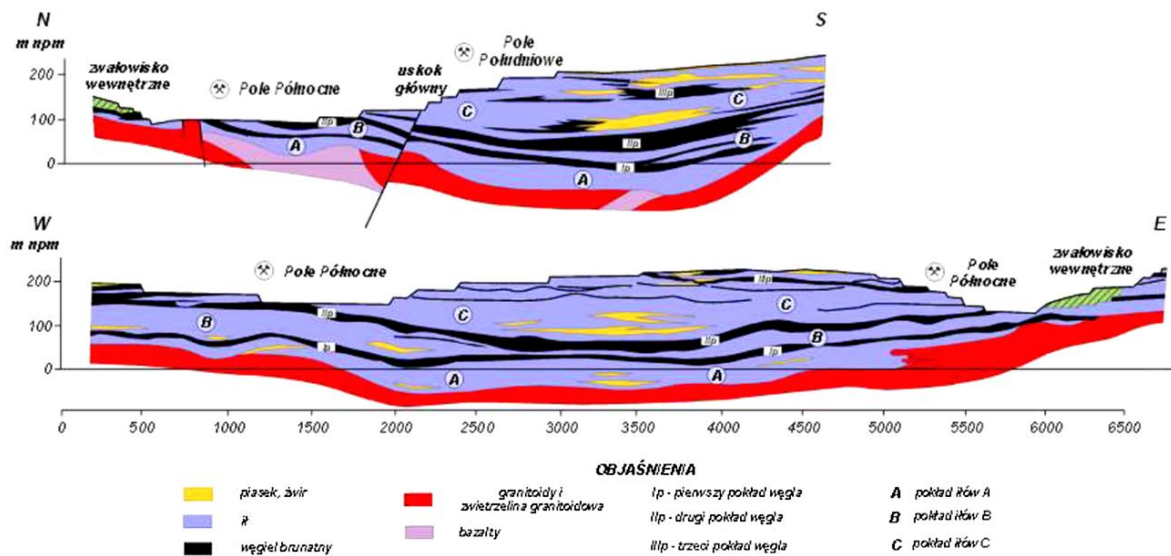 N S
m npm
zwałowisko
wewnętrzne
Pole Północne
uskok
główny
Pole
Południowe
200
100
0
A
B
C
IIp
IIIp
C
IIp
B
Ip
A
W E
m npm
Pole Północne
Pole
Północne
zwałowisko
wewnętrzne
200
100
0
B
IIp
Ip
C
A
IIp
IIIp
C
Ip
B
A
0 500 1000 1500 2000 2500 3000 3500 4000 4500 5000 5500 6000 6500
OBJAŚNIENIA
piasek, żwir
ił
węgiel brunatny
granitoidy i
zwietrzelina granitoidowa
bazalty
Ip - pierwszy pokład węgla
IIp - drugi pokład węgla
IIIp - trzeci pokład węgla
A pokład iłów A
B pokład iłów B
C pokład iłów C